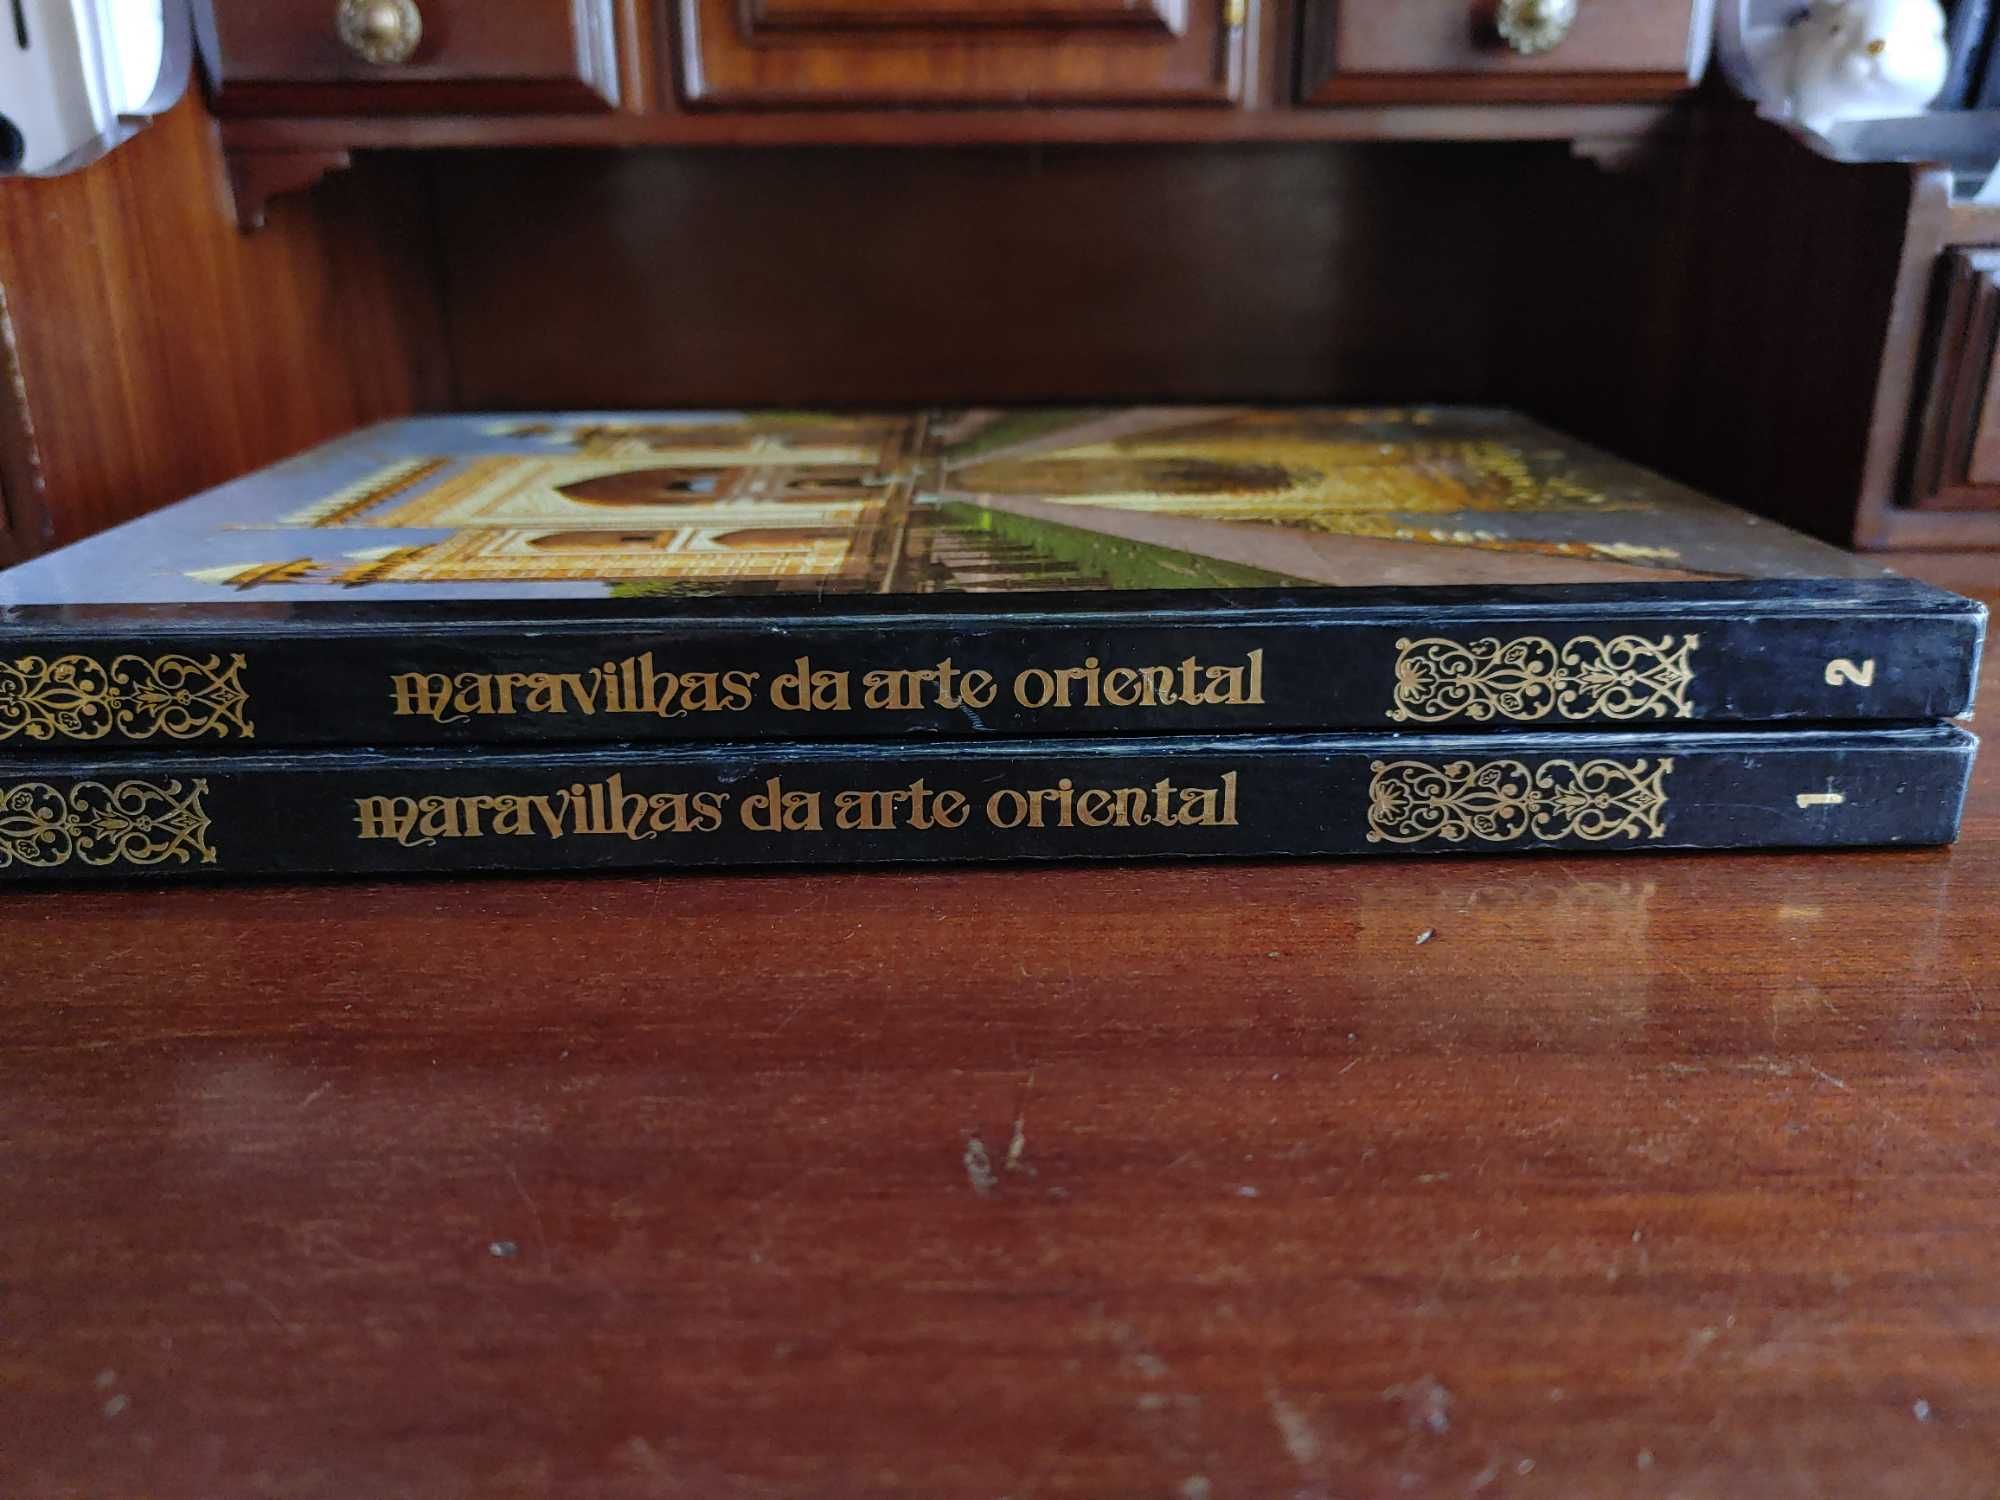 maravilhas da arte oriental 2
maravilhas da arte oriental 1